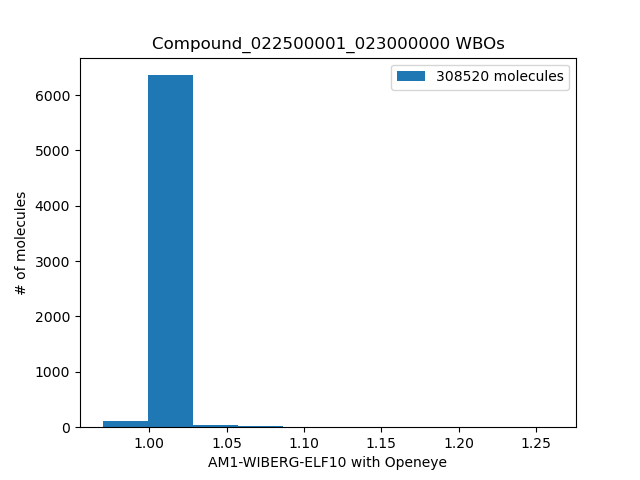 Compound_022500001_023000000 WBOs
308520 molecules
# of molecules
6000
5000
4000
3000
2000
1000
0
1.00 1.05 1.10 1.15 1.20 1.25
AM1-WIBERG-ELF10 with Openeye